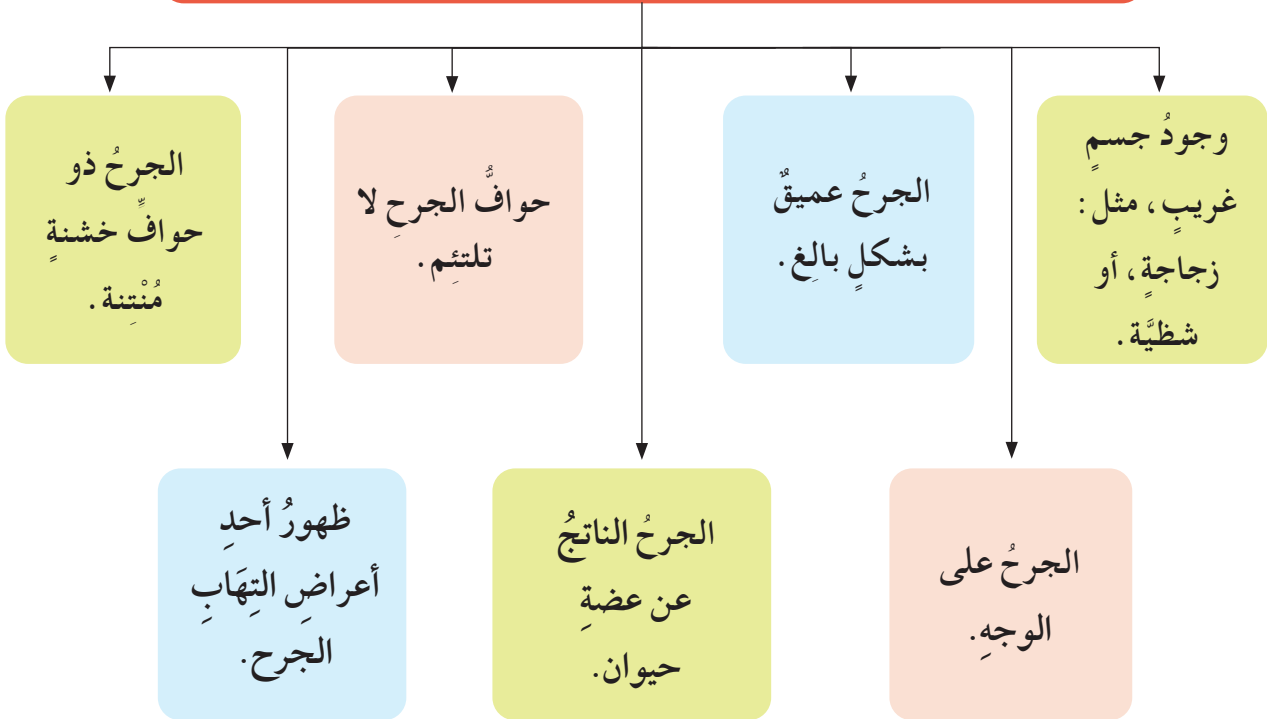 وجودُ جسمٍ
غريبٍ، مثل:
زجاجةٍ، أو
شظيَّة.
الجرحُ عميقٌ
بشكلٍ بالِغ.
حوافُّ الجرحِ لا
تلتئِم.
الجرحُ ذو
حوافٍّ خشنةٍ
مُنْتِنة.
الجرحُ على
الوجهِ.
الجرحُ الناتجُ
عن عضةِ
حيوان.
ظهورُ أحدِ
أعراضِ التِهَابِ
الجرح.